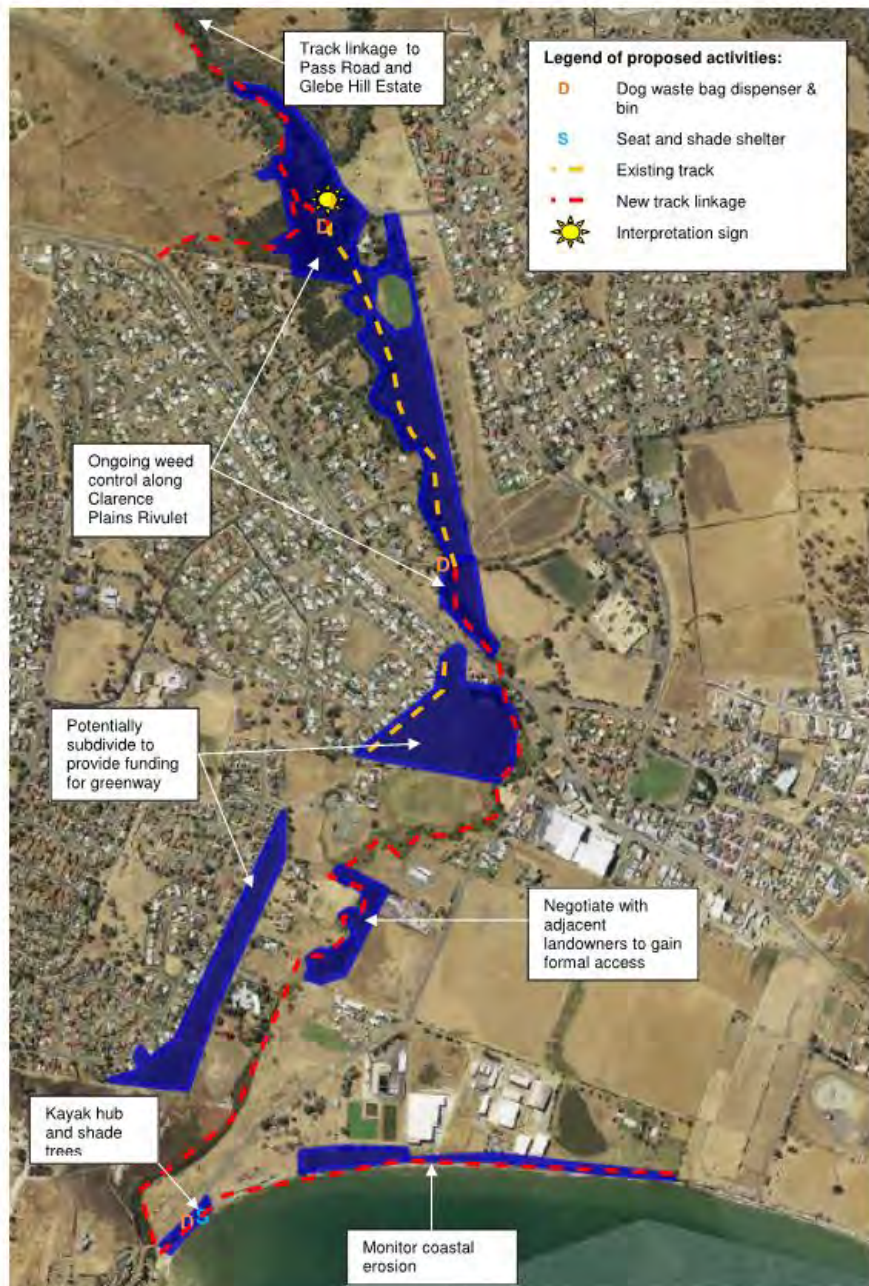 Track linkage to
Pass Road and
Glebe Hill Estate
Legend of proposed activities:
D Dog waste bag dispenser &
bin
S Seat and shade shelter
Existing track
New track linkage
Interpretation sign
D
Ongoing weed
control along
Clarence
Plains Rivulet
D
Potentially
subdivide to
provide funding
for greenway
Negotiate with
adjacent
landowners to gain
formal access
Kayak hub
and shade
trees
D S
Monitor coastal
erosion